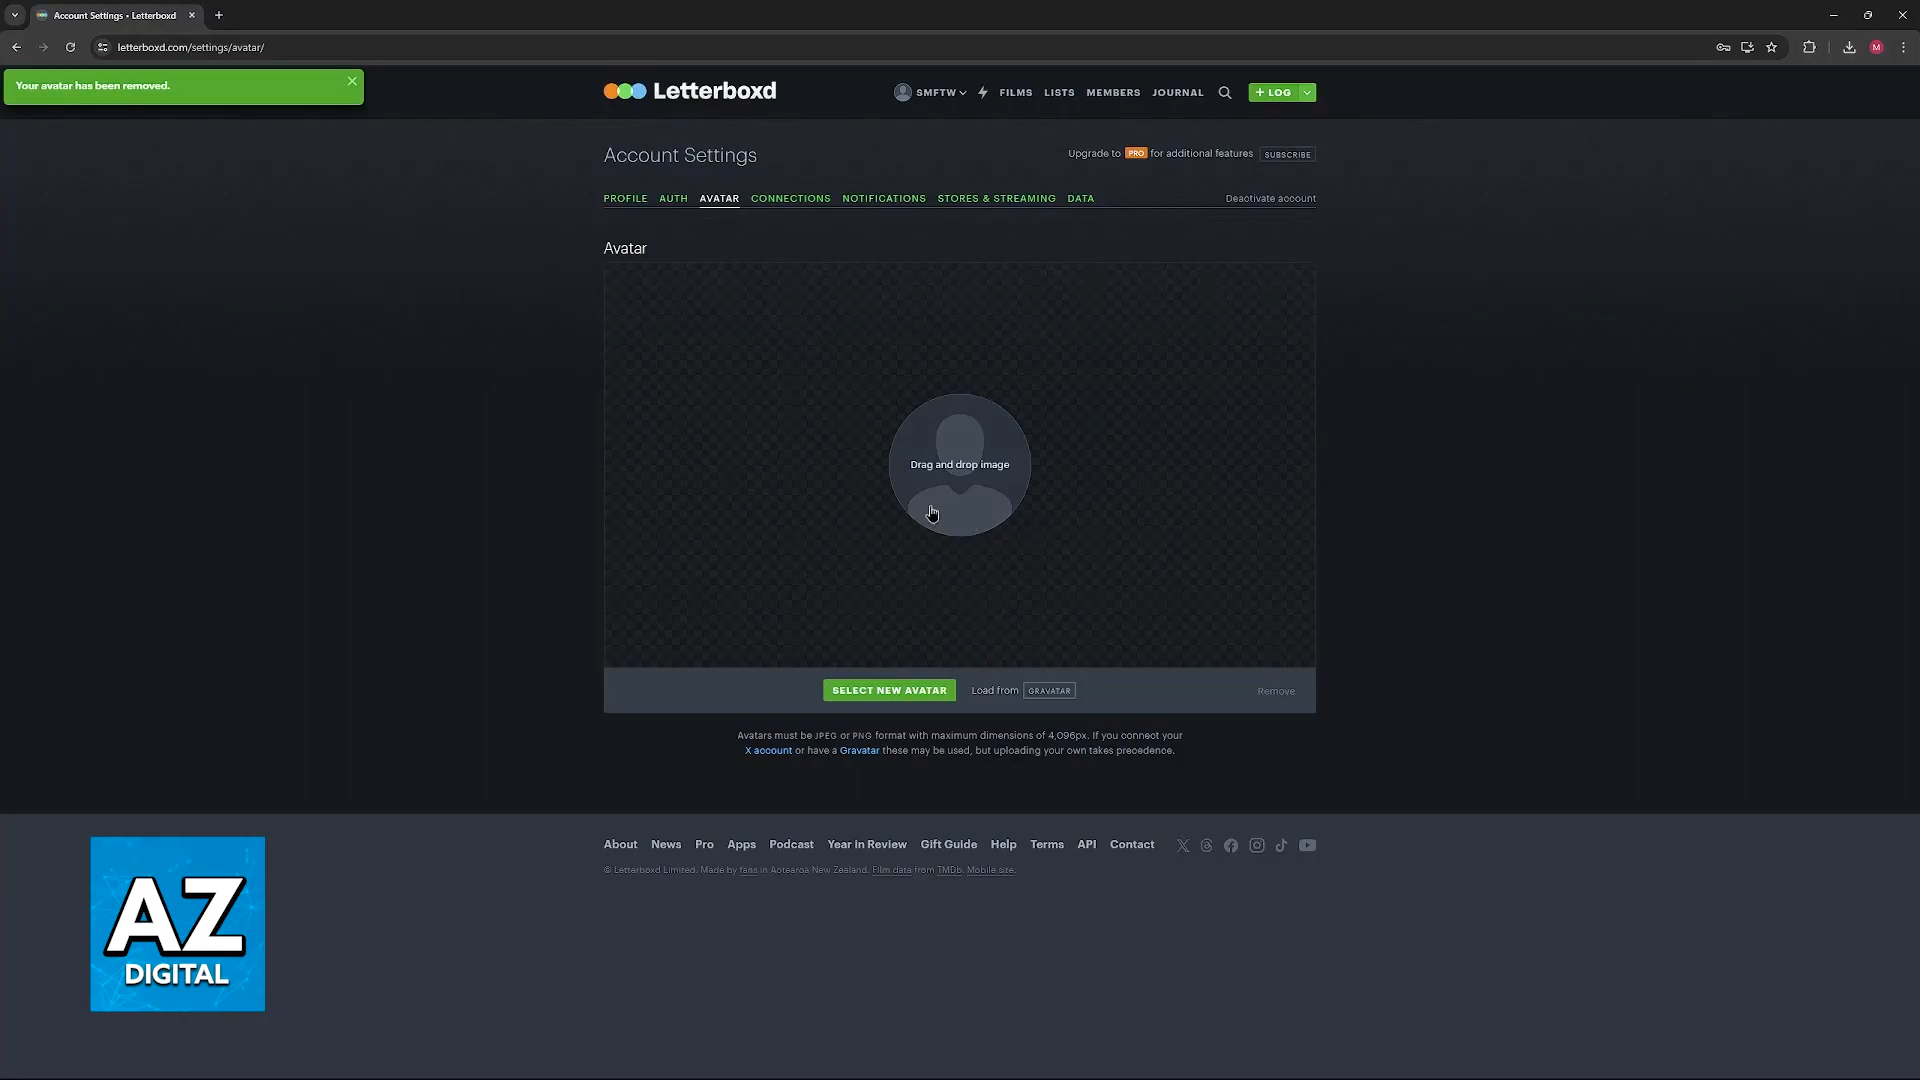 Account Settings • Letterboxd
letterboxd.com/settings/avatar/
M
Your avatar has been removed.
Letterboxd
SMFTW
FILMS
LISTS
MEMBERS
JOURNAL
+ LOG
Account Settings
Upgrade to PRO for additional features
SUBSCRIBE
PROFILE
AUTH
AVATAR
CONNECTIONS
NOTIFICATIONS
STORES & STREAMING
DATA
Deactivate account
Avatar
Drag and drop image
SELECT NEW AVATAR
Load from GRAVATAR
Remove
Avatars must be JPEG or PNG format with maximum dimensions of 4,096px. If you connect your
X account or have a Gravatar these may be used, but uploading your own takes precedence.
About
News
Pro
Apps
Podcast
Year in Review
Gift Guide
Help
Terms
API
Contact
© Letterboxd Limited. Made by fans in Aotearoa New Zealand. Film data from TMDb. Mobile site.
AZ
DIGITAL